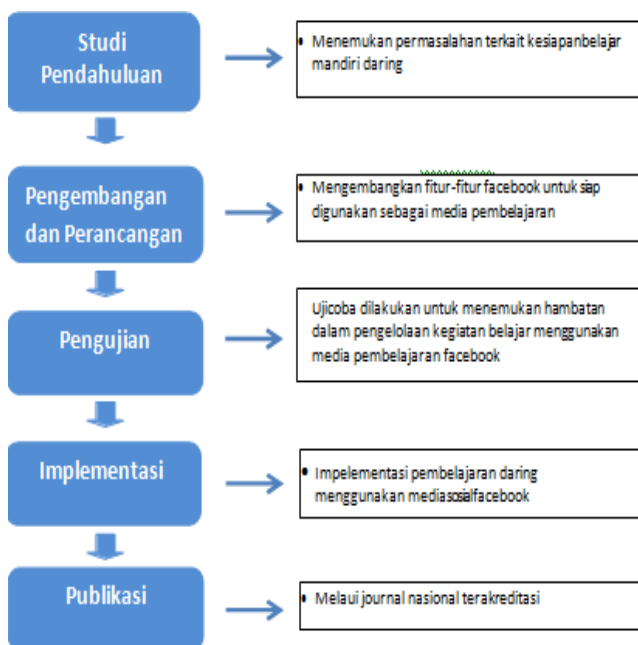 Studi
Pendahuluan
• Menemukan permasalahan terkait kesiapanbelajar
mandiri daring
Pengembangan
dan Perancangan
• Mengembangkan fitur-fitur facebook untuk siap
digunakan sebagai media pembelajaran
Pengujian
Ujicoba dilakukan untuk menemukan hambatan
dalam pengelolaan kegiatan belajar menggunakan
media pembelajaran facebook
Implementasi
• Impelementasi pembelajaran daring
menggunakan mediasosialfacebook
Publikasi
• Melaui journal nasional terakreditasi